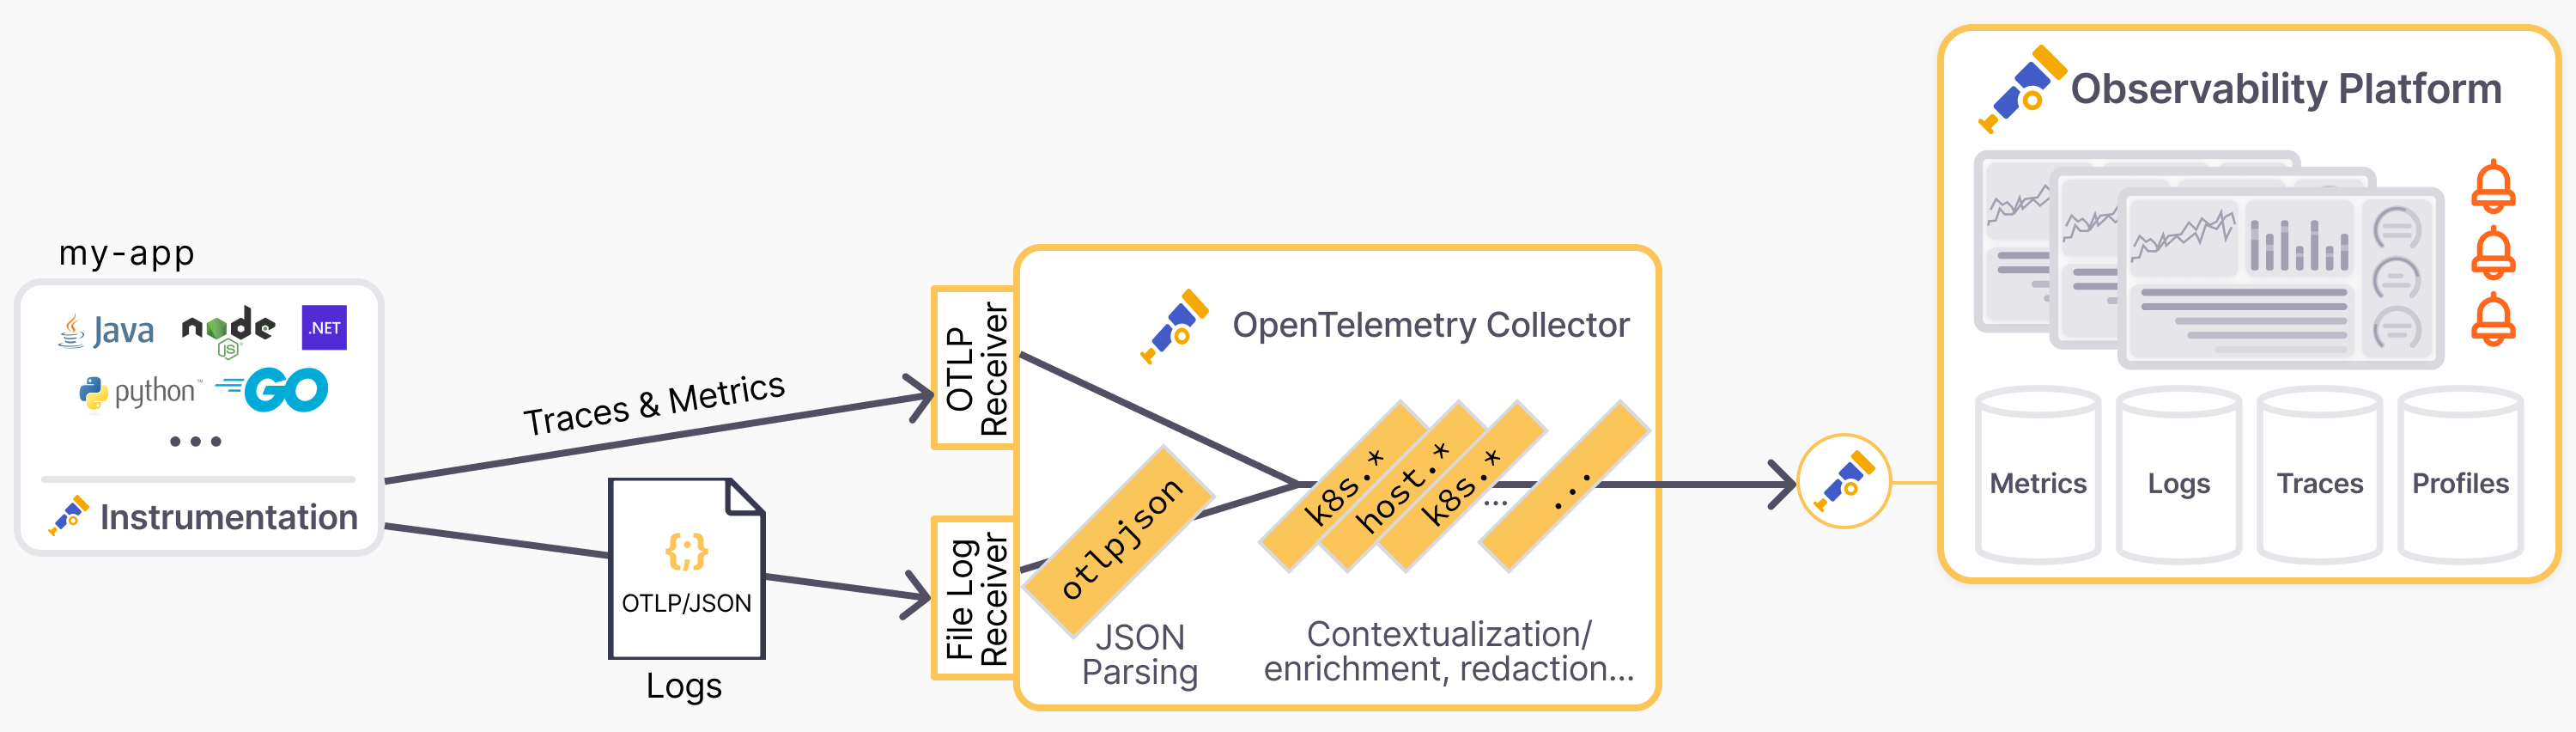 my-app
Java
node
JS
.NET
python™
GO
Instrumentation
Traces & Metrics
{;}
OTLP/JSON
Logs
OTLP
Receiver
File Log
Receiver
OpenTelemetry Collector
otlpjson
JSON
Parsing
k8s.*
host.*
k8s.*
...
...
Contextualization/
enrichment, redaction...
Observability Platform
Metrics
Logs
Traces
Profiles